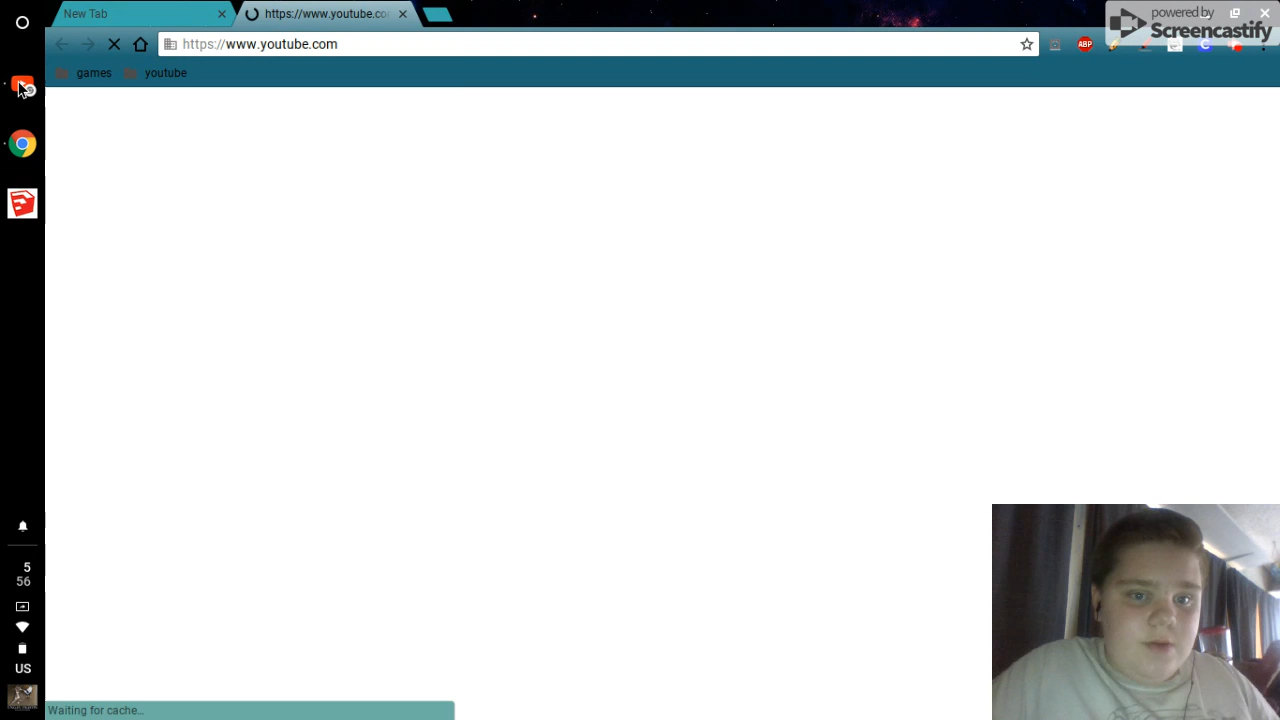 New Tab
https://www.youtube.co
powered by
Screencastify
https://www.youtube.com
ABP
games
youtube
5
56
US
Waiting for cache...